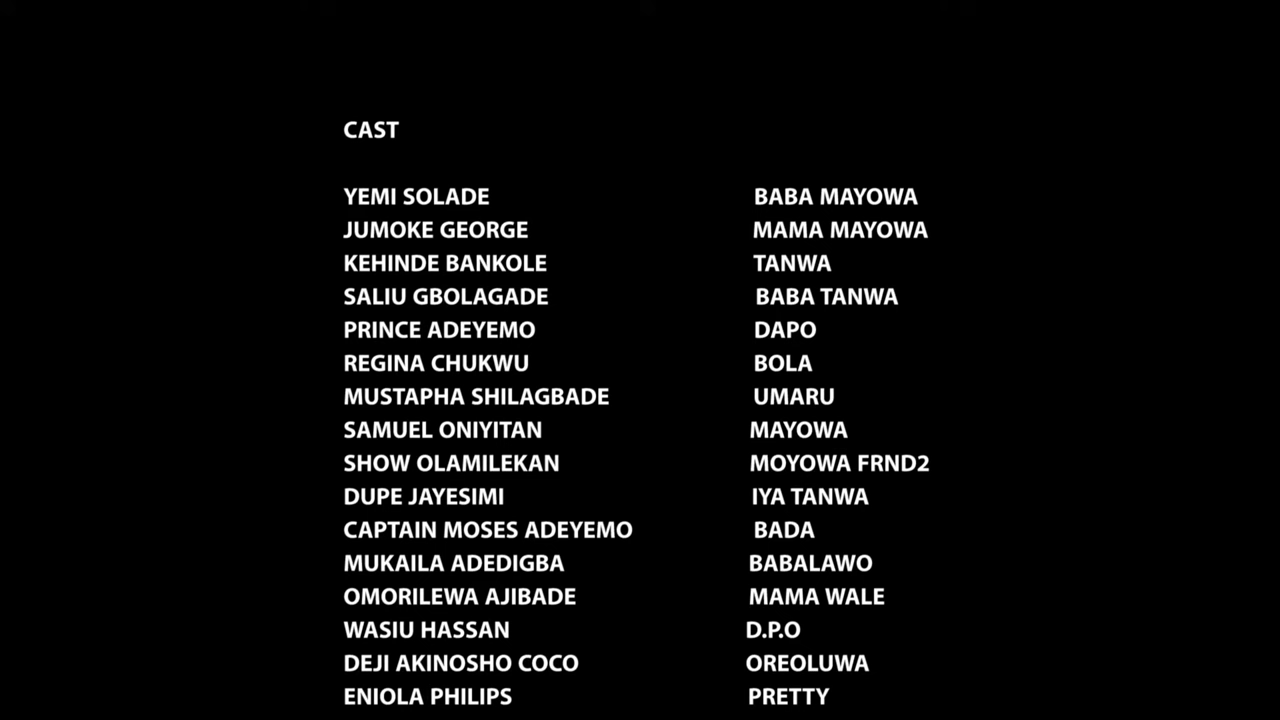 CAST
YEMI SOLADE BABA MAYOWA
JUMOKE GEORGE MAMA MAYOWA
KEHINDE BANKOLE TANWA
SALIU GBOLAGADE BABA TANWA
PRINCE ADEYEMO DAPO
REGINA CHUKWU BOLA
MUSTAPHA SHILAGBADE UMARU
SAMUEL ONIYITAN MAYOWA
SHOW OLAMILEKAN MOYOWA FRND2
DUPE JAYESIMI IYA TANWA
CAPTAIN MOSES ADEYEMO BADA
MUKAILA ADEDIGBA BABALAWO
OMORILEWA AJIBADE MAMA WALE
WASIU HASSAN D.P.O
DEJI AKINOSHO COCO OREOLUWA
ENIOLA PHILIPS PRETTY